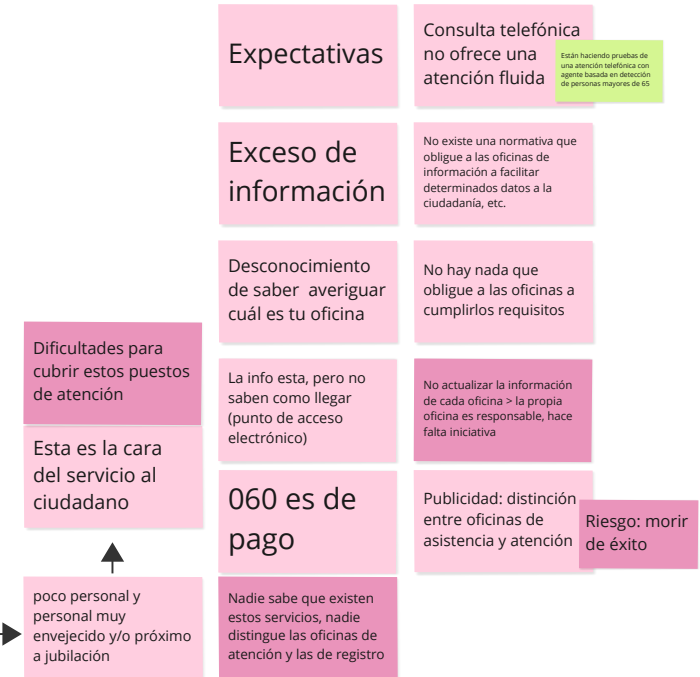 Expectativas
Consulta telefónica
no ofrece una
atención fluida
Están haciendo pruebas de
una atención telefónica con
agente basada en detección
de personas mayores de 65
Exceso de
información
No existe una normativa que
obligue a las oficinas de
información a facilitar
determinados datos a la
ciudadanía, etc.
Desconocimiento
de saber averiguar
cuál es tu oficina
No hay nada que
obligue a las oficinas a
cumplirlos requisitos
Dificultades para
cubrir estos puestos
de atención
La info esta, pero no
saben como llegar
(punto de acceso
electrónico)
No actualizar la información
de cada oficina > la propia
oficina es responsable, hace
falta iniciativa
Esta es la cara
del servicio al
ciudadano
060 es de
pago
Publicidad: distinción
entre oficinas de
asistencia y atención
Riesgo: morir
de éxito
poco personal y
personal muy
envejecido y/o próximo
a jubilación
Nadie sabe que existen
estos servicios, nadie
distingue las oficinas de
atención y las de registro